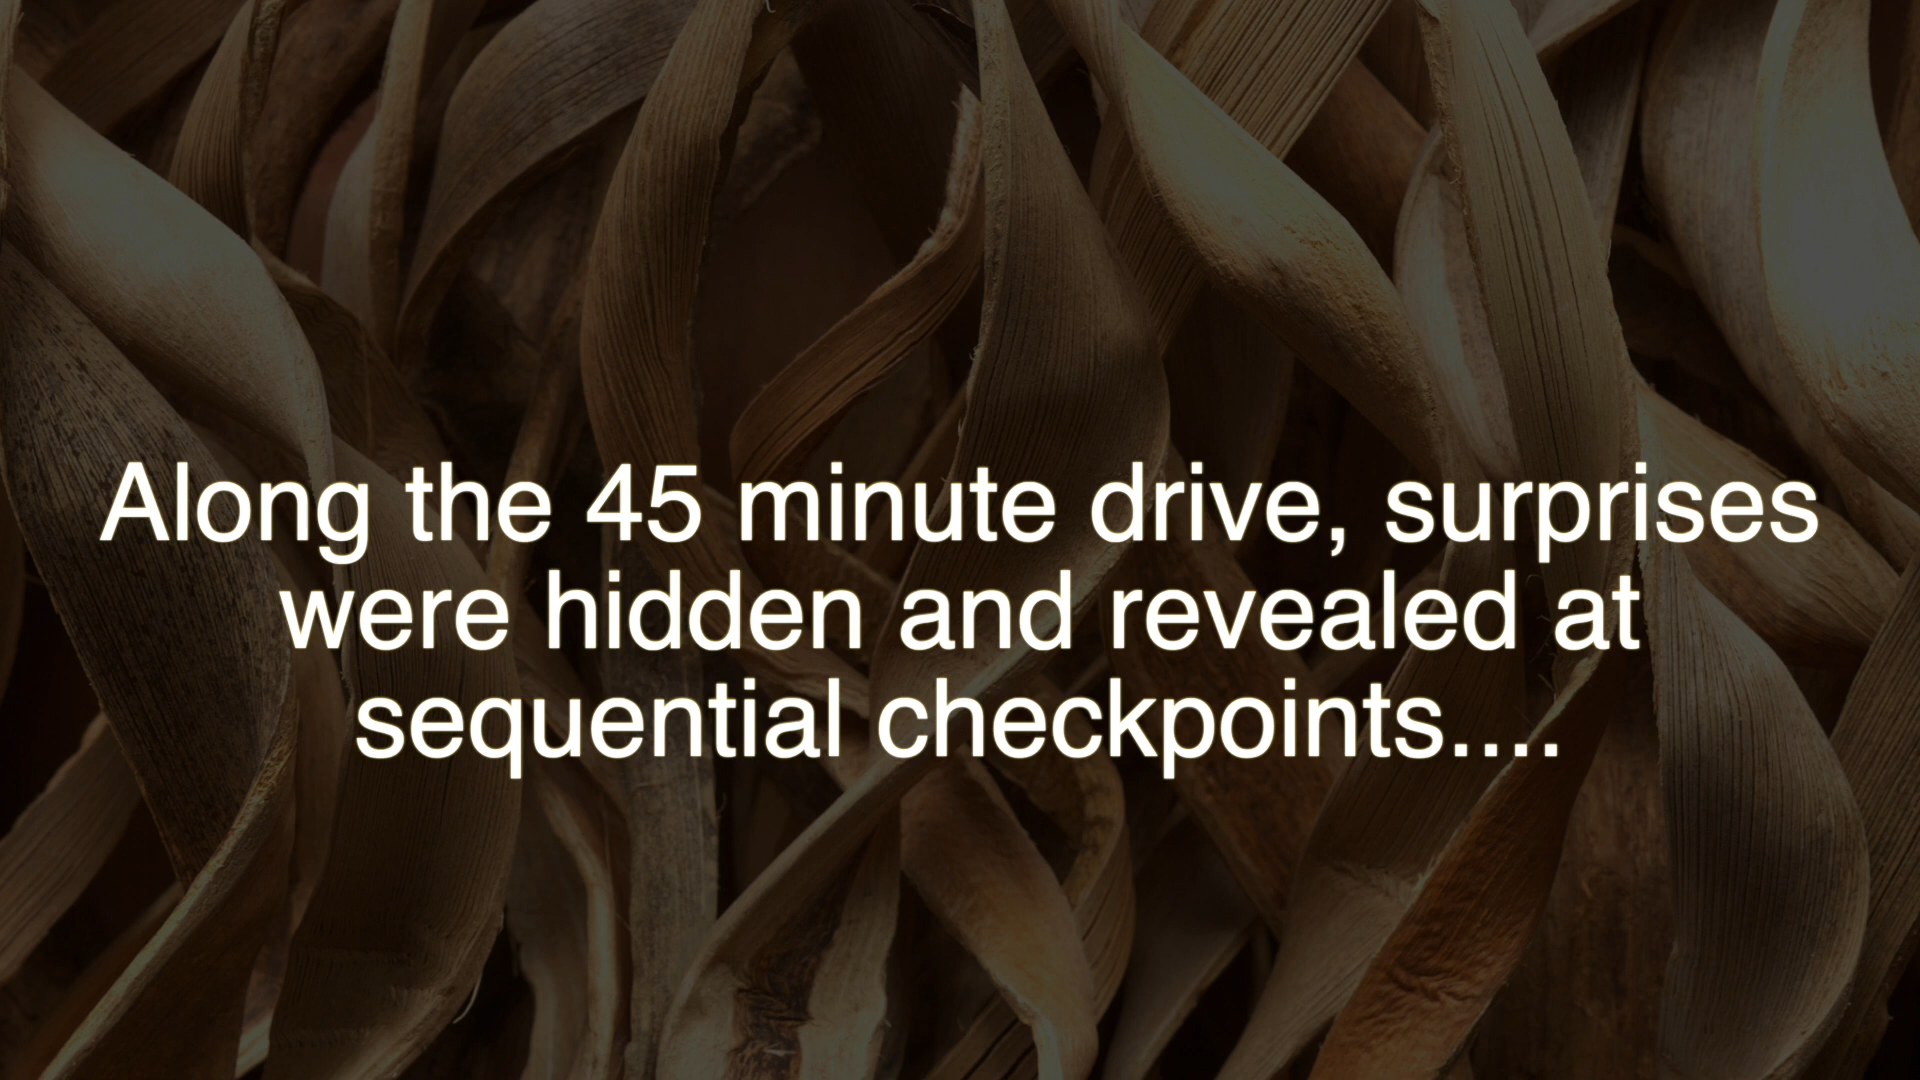 Along the 45 minute drive, surprises
were hidden and revealed at
sequential checkpoints....